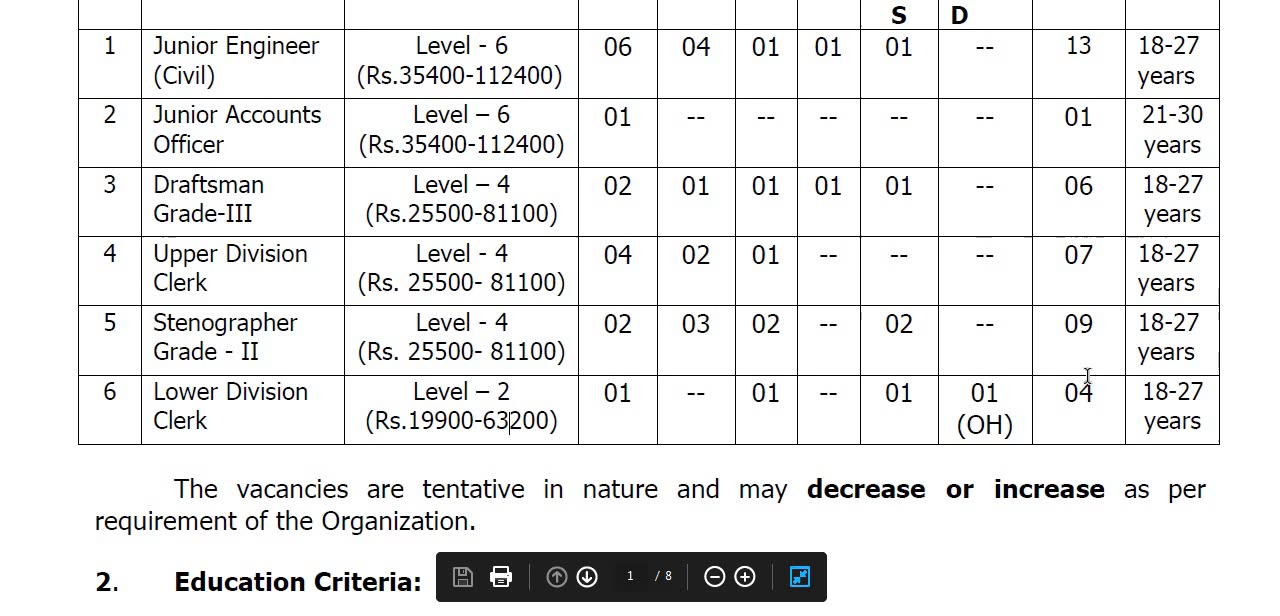 S D
1 Junior Engineer Level - 6 06 04 01 01 01 -- 13 18-27
(Civil) (Rs.35400-112400) years
2 Junior Accounts Level – 6 01 -- -- -- -- -- 01 21-30
Officer (Rs.35400-112400) years
3 Draftsman Level – 4 02 01 01 01 01 -- 06 18-27
Grade-III (Rs.25500-81100) years
4 Upper Division Level - 4 04 02 01 -- -- -- 07 18-27
Clerk (Rs. 25500- 81100) years
5 Stenographer Level - 4 02 03 02 -- 02 -- 09 18-27
Grade - II (Rs. 25500- 81100) years
6 Lower Division Level – 2 01 -- 01 -- 01 01 04 18-27
Clerk (Rs.19900-63200) (OH) years
The vacancies are tentative in nature and may decrease or increase as per
requirement of the Organization.
2. Education Criteria:
1 / 8